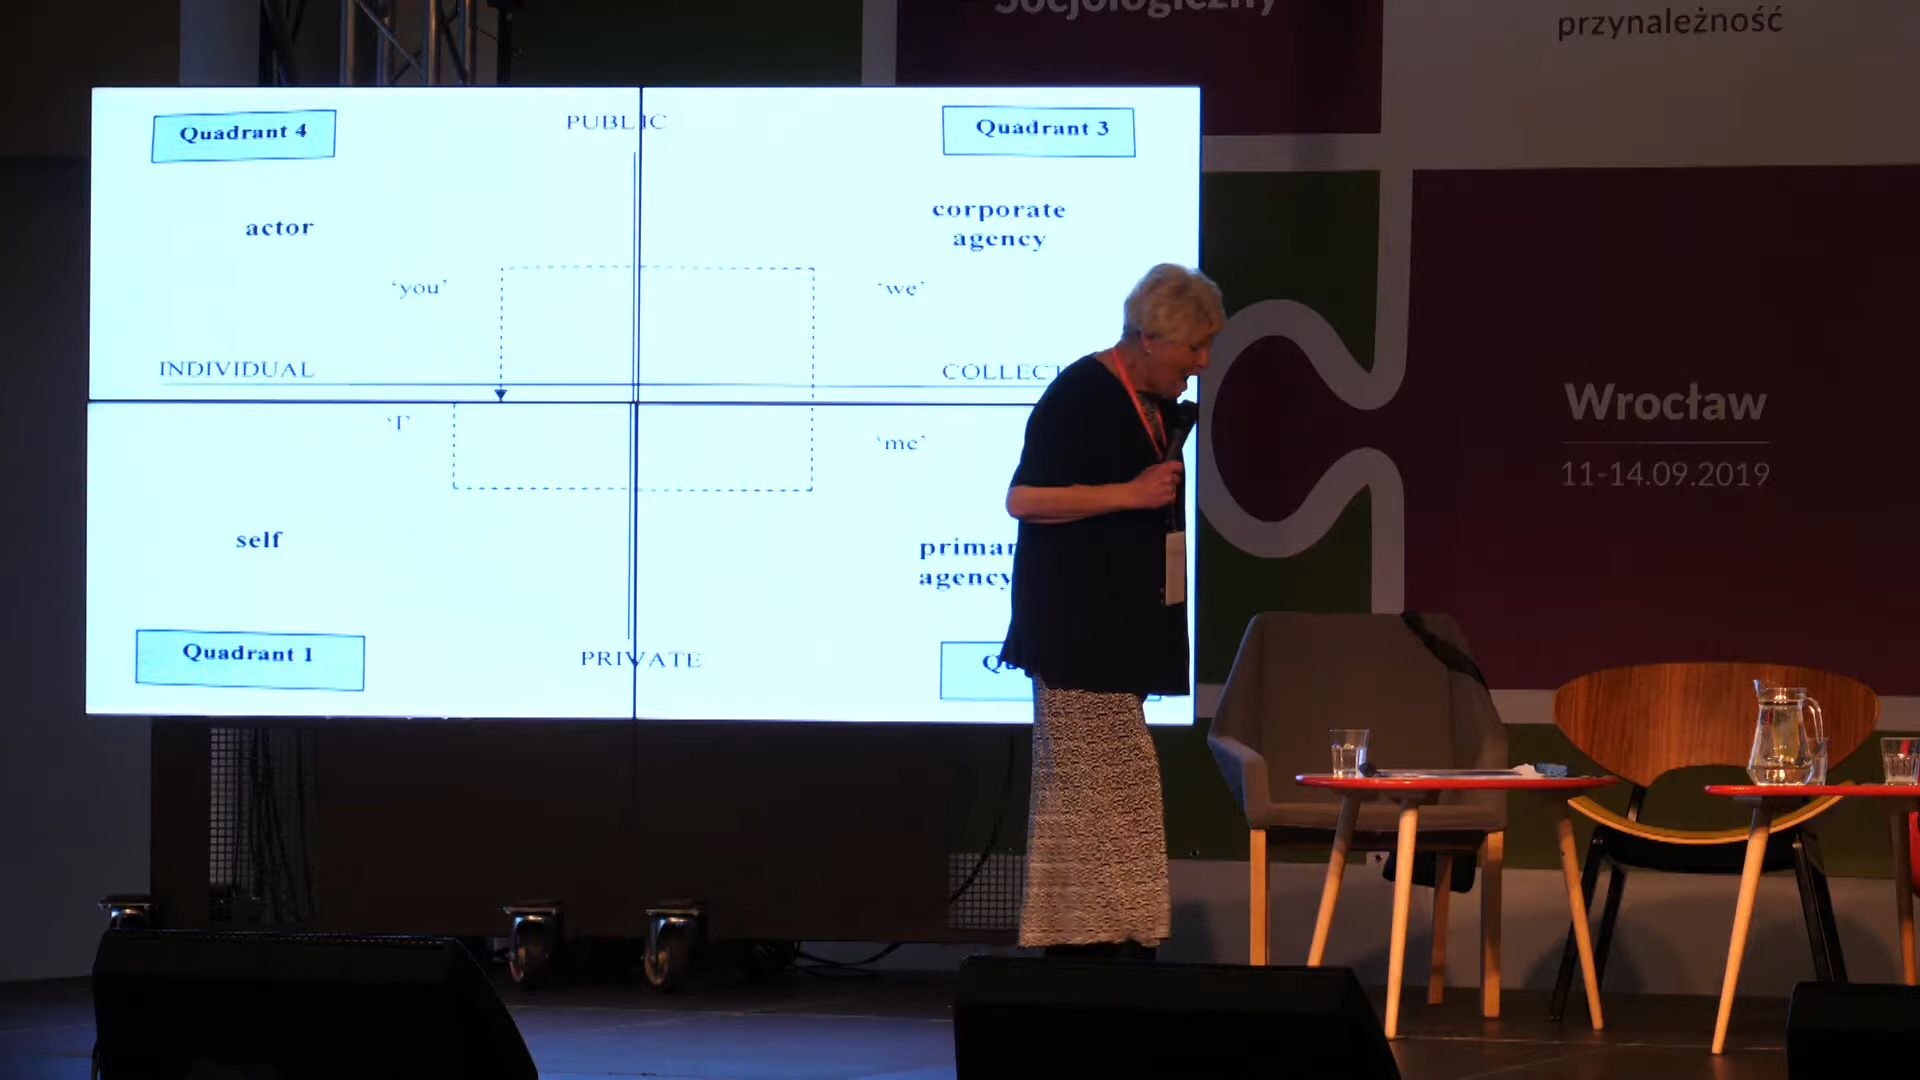 Socjologiczny
przynależność
Quadrant 4
PUBLIC
Quadrant 3
actor
corporate
agency
'you'
'we'
INDIVIDUAL
'I'
'me'
self
agency
Quadrant 1
PRIVATE
Wrocław
11-14.09.2019